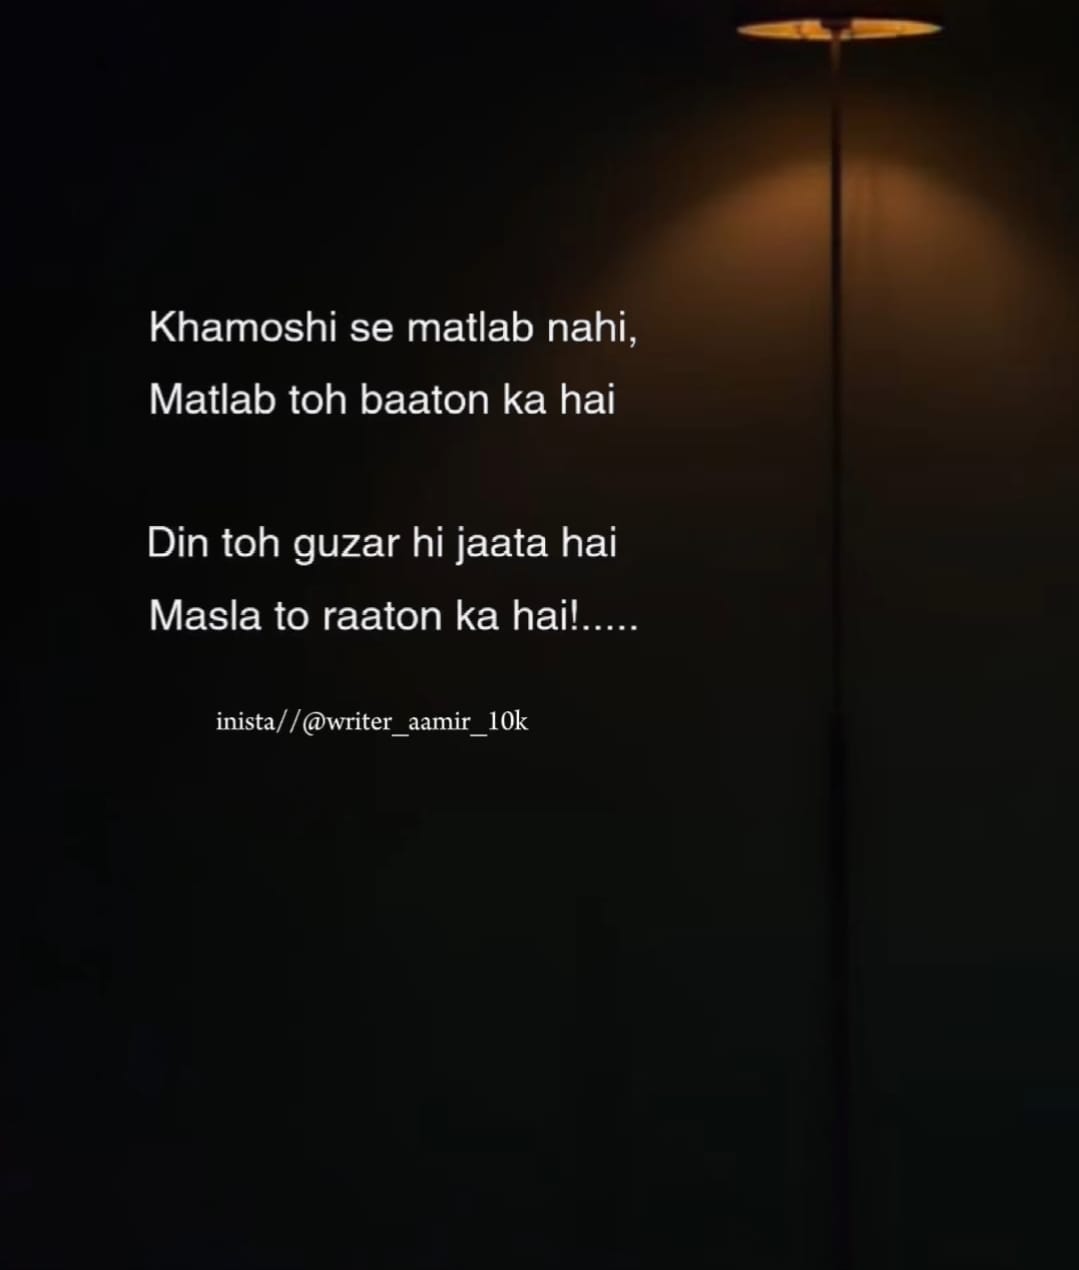 Khamoshi se matlab nahi,
Matlab toh baaton ka hai
Din toh guzar hi jaata hai
Masla to raaton ka hai!.....
inista//@writer_aamir_10k